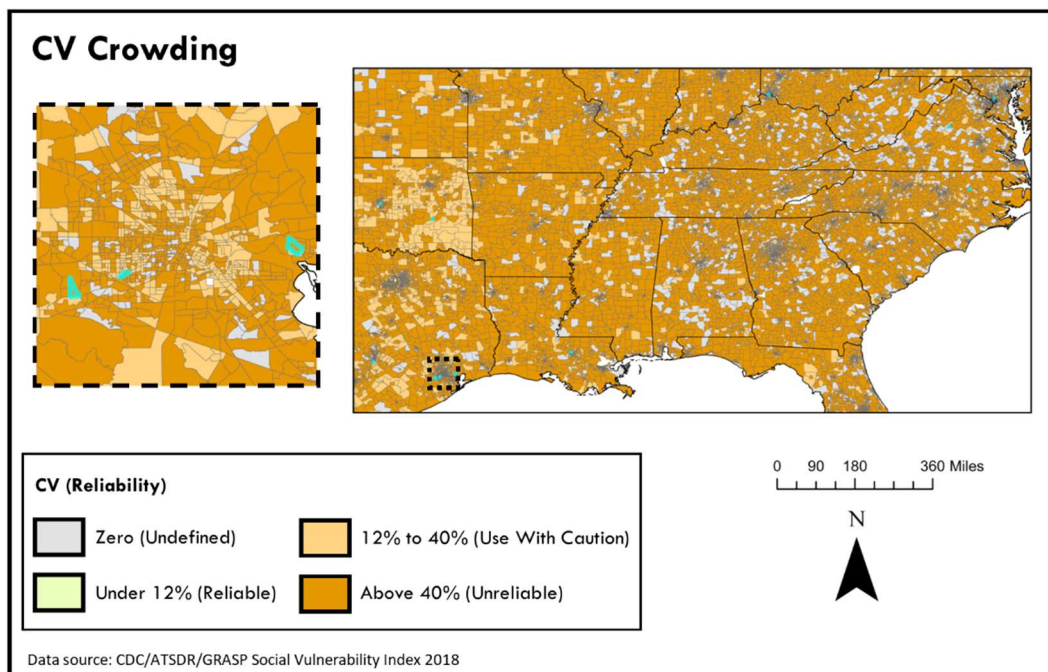 CV Crowding
CV (Reliability)
Zero (Undefined)
12% to 40% (Use With Caution)
Under 12% (Reliable)
Above 40% (Unreliable)
0 90 180 360 Miles
N
Data source: CDC/ATSDR/GRASP Social Vulnerability Index 2018